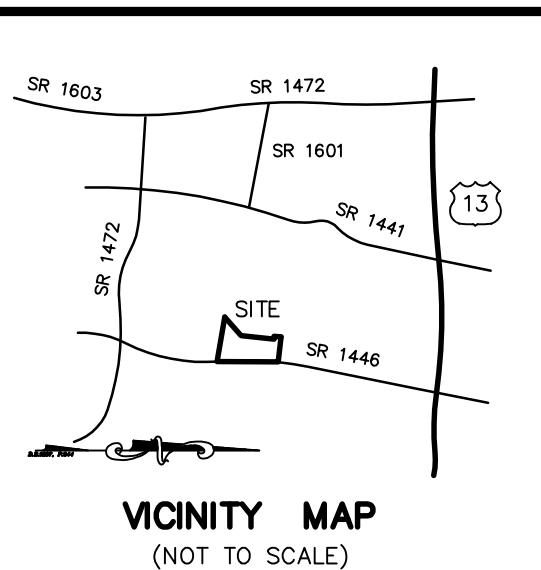 SR 1603
SR 1472
SR 1601
13
SR 1441
SR 1472
SITE
SR 1446
N
VICINITY MAP
(NOT TO SCALE)